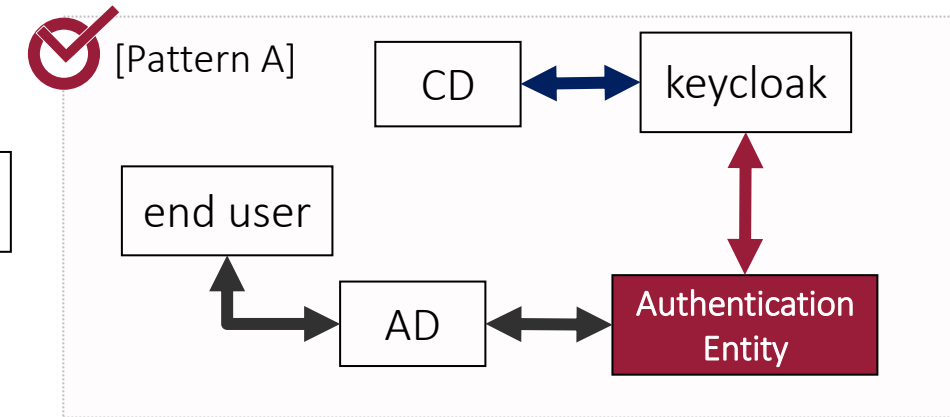 [Pattern A]
CD
keycloak
end user
AD
Authentication
Entity